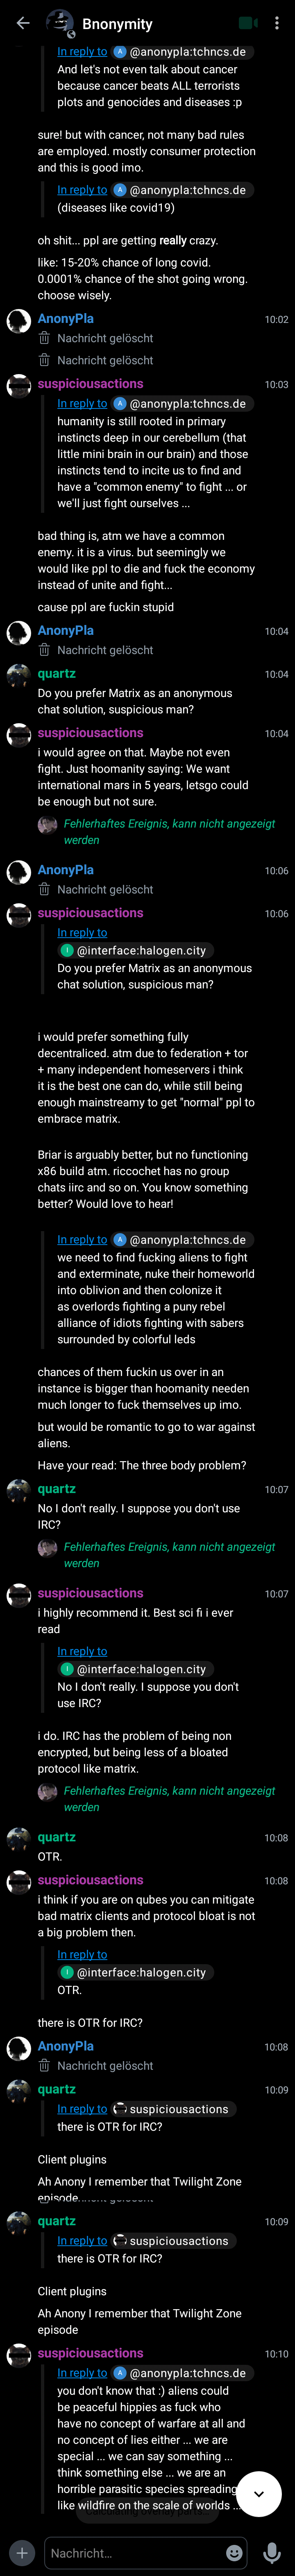 Bnonymity
In reply to @anonypla:tchncs.de
And let's not even talk about cancer
because cancer beats ALL terrorists
plots and genocides and diseases :p
sure! but with cancer, not many bad rules
are employed. mostly consumer protection
and this is good imo.
In reply to A @anonypla:tchncs.de
(diseases like covid19)
oh shit... ppl are getting really crazy.
like: 15-20% chance of long covid.
0.0001% chance of the shot going wrong.
choose wisely.
AnonyPla 10:02
Nachricht gelöscht
Nachricht gelöscht
suspiciousactions 10:03
In reply to A @anonypla:tchncs.de
humanity is still rooted in primary
instincts deep in our cerebellum (that
little mini brain in our brain) and those
instincts tend to incite us to find and
have a "common enemy" to fight ... or
we'll just fight ourselves ...
bad thing is, atm we have a common
enemy. it is a virus. but seemingly we
would like ppl to die and fuck the economy
instead of unite and fight...
cause ppl are fuckin stupid
AnonyPla 10:04
Nachricht gelöscht
quartz 10:04
Do you prefer Matrix as an anonymous
chat solution, suspicious man?
suspiciousactions 10:04
i would agree on that. Maybe not even
fight. Just hoomanity saying: We want
international mars in 5 years, letsgo could
be enough but not sure.
Fehlerhaftes Ereignis, kann nicht angezeigt
werden
AnonyPla 10:06
Nachricht gelöscht
suspiciousactions 10:06
In reply to
I @interface:halogen.city
Do you prefer Matrix as an anonymous
chat solution, suspicious man?
i would prefer something fully
decentraliced. atm due to federation + tor
+ many independent homeservers i think
it is the best one can do, while still being
enough mainstreamy to get "normal" ppl to
embrace matrix.
Briar is arguably better, but no functioning
x86 build atm. riccochet has no group
chats iirc and so on. You know something
better? Would love to hear!
In reply to A @anonypla:tchncs.de
we need to find fucking aliens to fight
and exterminate, nuke their homeworld
into oblivion and then colonize it
as overlords fighting a puny rebel
alliance of idiots fighting with sabers
surrounded by colorful leds
chances of them fuckin us over in an
instance is bigger than hoomanity needen
much longer to fuck themselves up imo.
but would be romantic to go to war against
aliens.
Have your read: The three body problem?
quartz 10:07
No I don't really. I suppose you don't use
IRC?
Fehlerhaftes Ereignis, kann nicht angezeigt
werden
suspiciousactions 10:07
i highly recommend it. Best sci fi i ever
read
In reply to
I @interface:halogen.city
No I don't really. I suppose you don't
use IRC?
i do. IRC has the problem of being non
encrypted, but being less of a bloated
protocol like matrix.
Fehlerhaftes Ereignis, kann nicht angezeigt
werden
quartz 10:08
OTR.
suspiciousactions 10:08
i think if you are on qubes you can mitigate
bad matrix clients and protocol bloat is not
a big problem then.
In reply to
I @interface:halogen.city
OTR.
there is OTR for IRC?
AnonyPla 10:08
Nachricht gelöscht
quartz 10:09
In reply to suspiciousactions
there is OTR for IRC?
Client plugins
Ah Anony I remember that Twilight Zone
episode
quartz 10:09
In reply to suspiciousactions
there is OTR for IRC?
Client plugins
Ah Anony I remember that Twilight Zone
episode
suspiciousactions 10:10
In reply to A @anonypla:tchncs.de
you don't know that :) aliens could
be peaceful hippies as fuck who
have no concept of warfare at all and
no concept of lies either ... we are
special ... we can say something ...
think something else ... we are an
horrible parasitic species spreading
like wildfire on the scale of worlds ...
Nachricht...